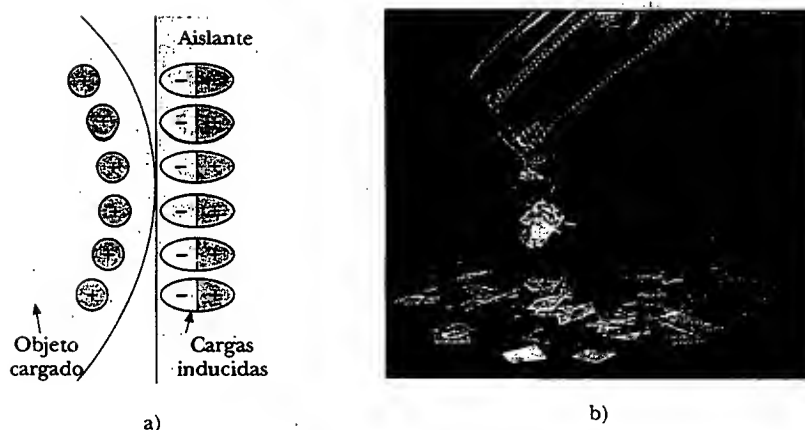 Aislante
+ - +
+ - +
+ - +
+ - +
+ - +
+ - +
Objeto
cargado
Cargas
inducidas
a)
b)